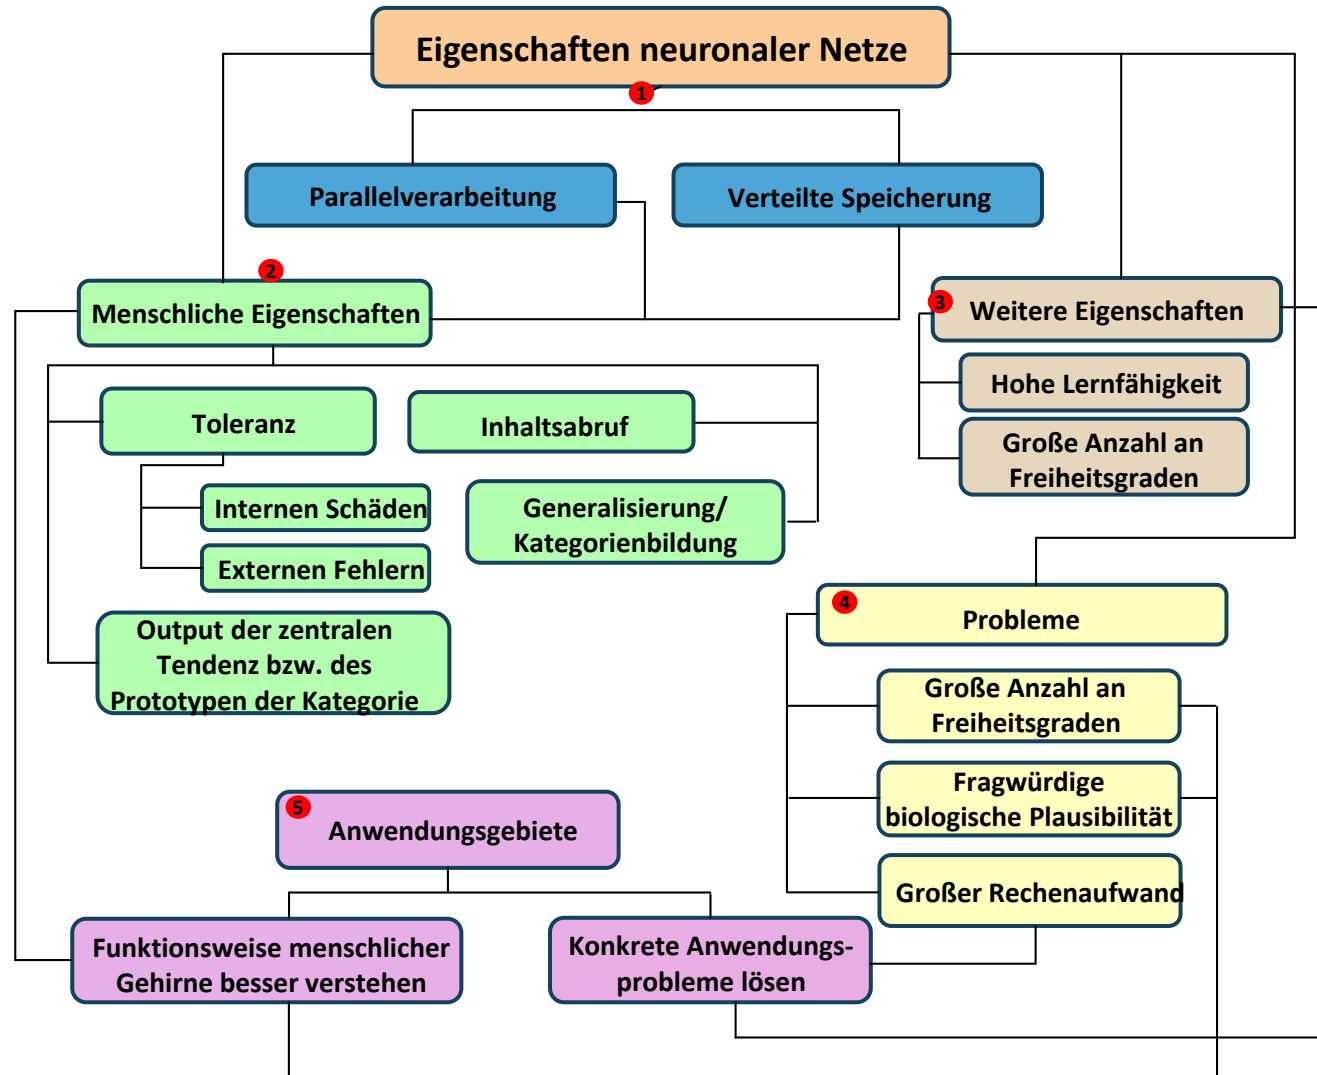 Eigenschaften neuronaler Netze
1
Parallelverarbeitung
Verteilte Speicherung
2
Menschliche Eigenschaften
3
Weitere Eigenschaften
Hohe Lernfähigkeit
Große Anzahl an
Freiheitsgraden
Toleranz
Inhaltsabruf
Internen Schäden
Externen Fehlern
Generalisierung/
Kategorienbildung
Output der zentralen
Tendenz bzw. des
Prototypen der Kategorie
4
Probleme
Große Anzahl an
Freiheitsgraden
Fragwürdige
biologische Plausibilität
Großer Rechenaufwand
5
Anwendungsgebiete
Funktionsweise menschlicher
Gehirne besser verstehen
Konkrete Anwendungs-
probleme lösen